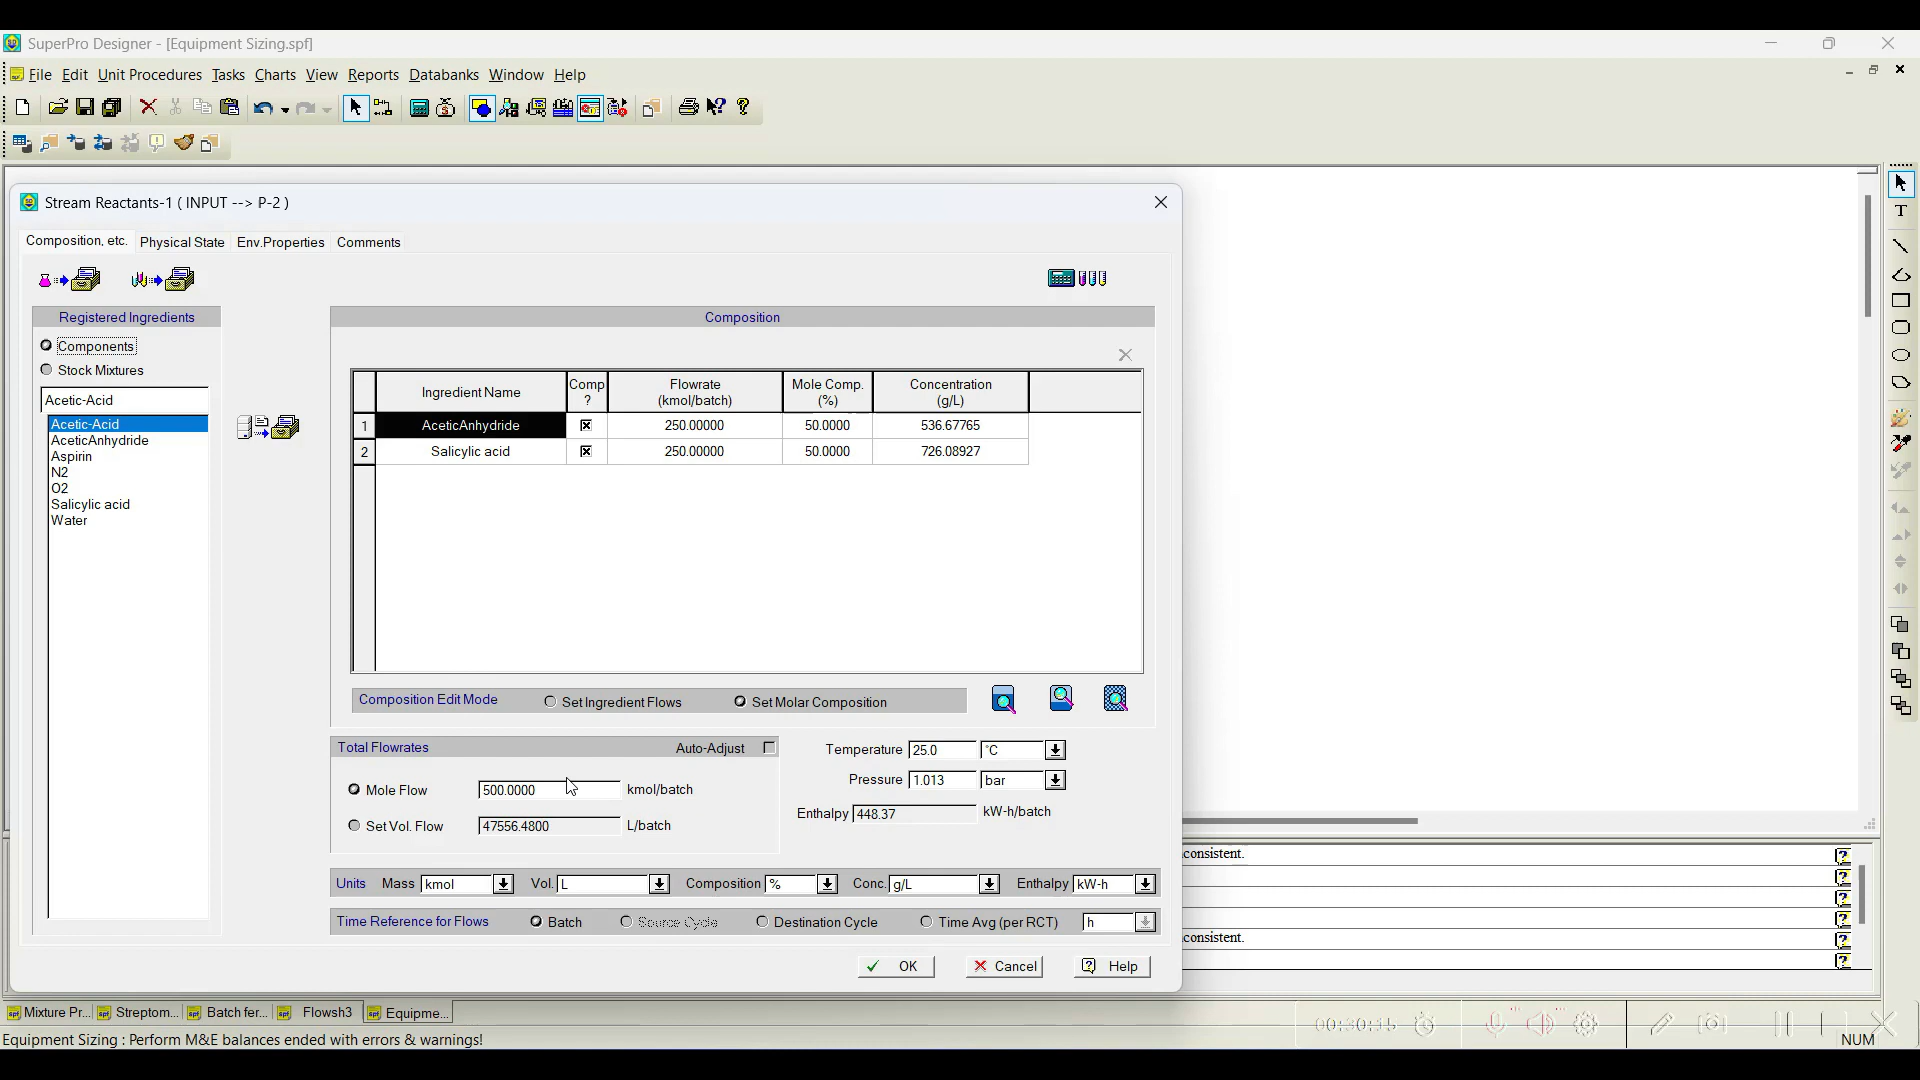 SuperPro Designer - [Equipment Sizing.spf]
File Edit Unit Procedures Tasks Charts View Reports Databanks Window Help
Stream Reactants-1 ( INPUT --> P-2 )
Composition, etc. Physical State Env.Properties Comments
Registered Ingredients
Components
Stock Mixtures
Acetic-Acid
Acetic-Acid
AceticAnhydride
Aspirin
N2
O2
Salicylic acid
Water
Composition
Ingredient Name Comp ? Flowrate (kmol/batch) Mole Comp. (%) Concentration (g/L)
1 AceticAnhydride 250.00000 50.0000 536.67765
2 Salicylic acid 250.00000 50.0000 726.08927
Composition Edit Mode Set Ingredient Flows Set Molar Composition
Total Flowrates Auto-Adjust
Mole Flow 500.0000 kmol/batch
Set Vol. Flow 47556.4800 L/batch
Temperature 25.0 °C
Pressure 1.013 bar
Enthalpy 448.37 kW-h/batch
Units Mass kmol Vol. L Composition % Conc. g/L Enthalpy kW-h
Time Reference for Flows Batch Source Cycle Destination Cycle Time Avg (per RCT) h
OK Cancel Help
consistent.
consistent.
Mixture Pr... Streptom... Batch fer... Flowsh3 Equipme...
00:30:15
Equipment Sizing : Perform M&E balances ended with errors & warnings!
NUM